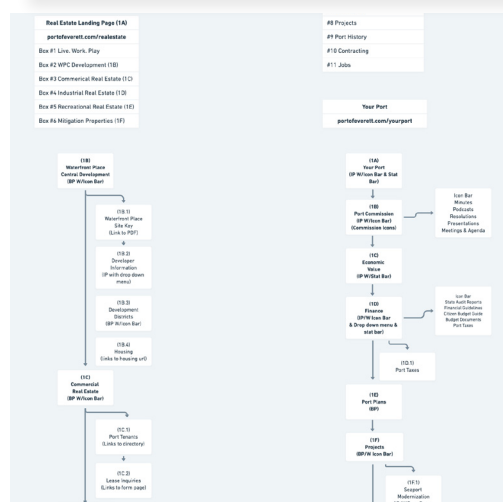 Real Estate Landing Page (1A)
portofeverett.com/realestate
Box #1 Live. Work. Play
Box #2 WPC Development (1B)
Box #3 Commerical Real Estate (1C)
Box #4 Industrial Real Estate (1D)
Box #5 Recreational Real Estate (1E)
Box #6 Mitigation Properties (1F)
(1B)
Waterfront Place
Central Development
(BP W/Icon Bar)
(1B.1)
Waterfront Place
Site Key
(Link to PDF)
(1B.2)
Developer
Information
(IP with drop down
menu)
(1B.3)
Development
Districts
(BP W/Icon Bar)
(1B.4)
Housing
(links to housing url)
(1C)
Commercial
Real Estate
(BP W/Icon Bar)
(1C.1)
Port Tenants
(Links to directory)
(1C.2)
Lease Inquiries
(Links to form page)
#8 Projects
#9 Port History
#10 Contracting
#11 Jobs
Your Port
portofeverett.com/yourport
(1A)
Your Port
(IP W/Icon Bar & Stat
Bar)
(1B)
Port Commission
(IP W/Icon Bar)
(Commission Icons)
Icon Bar
Minutes
Podcasts
Resolutions
Presentations
Meetings & Agenda
(1C)
Economic
Value
(IP W/Stat Bar)
(1D)
Finance
(IP/W Icon Bar
& Drop down menu &
stat bar)
Icon Bar
State Audit Reports
Financial Guidelines
Citizen Budget Guide
Budget Documents
Port Taxes
(1D.1)
Port Taxes
(1E)
Port Plans
(BP)
(1F)
Projects
(BP/W Icon Bar)
(1F.1)
Seaport
Modernization